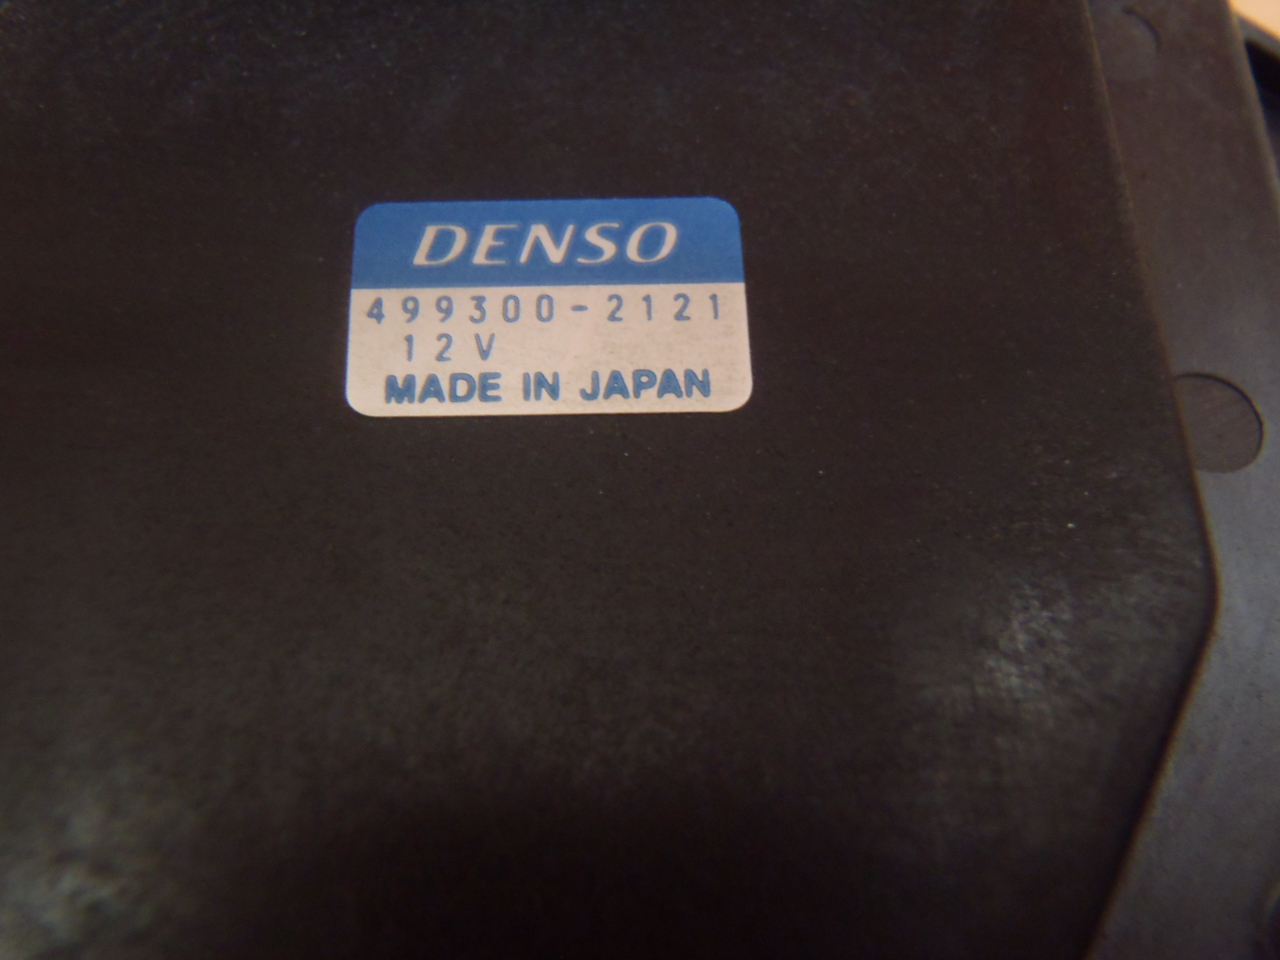 DENSO
499300-2121
12V
MADE IN JAPAN